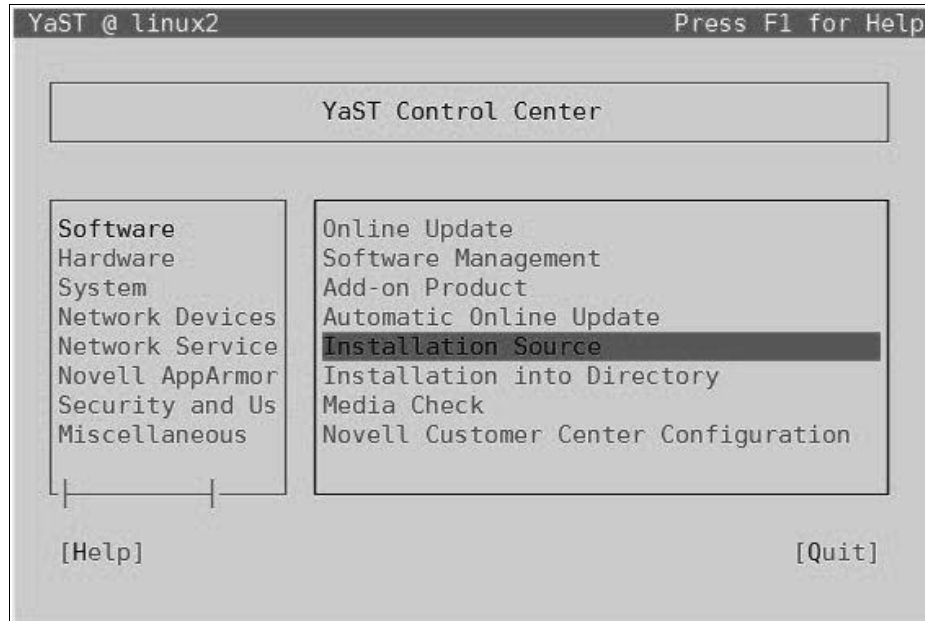 YaST @ linux2 Press F1 for Help
YaST Control Center
Software
Hardware
System
Network Devices
Network Service
Novell AppArmor
Security and Us
Miscellaneous
Online Update
Software Management
Add-on Product
Automatic Online Update
Installation Source
Installation into Directory
Media Check
Novell Customer Center Configuration
[Help] [Quit]